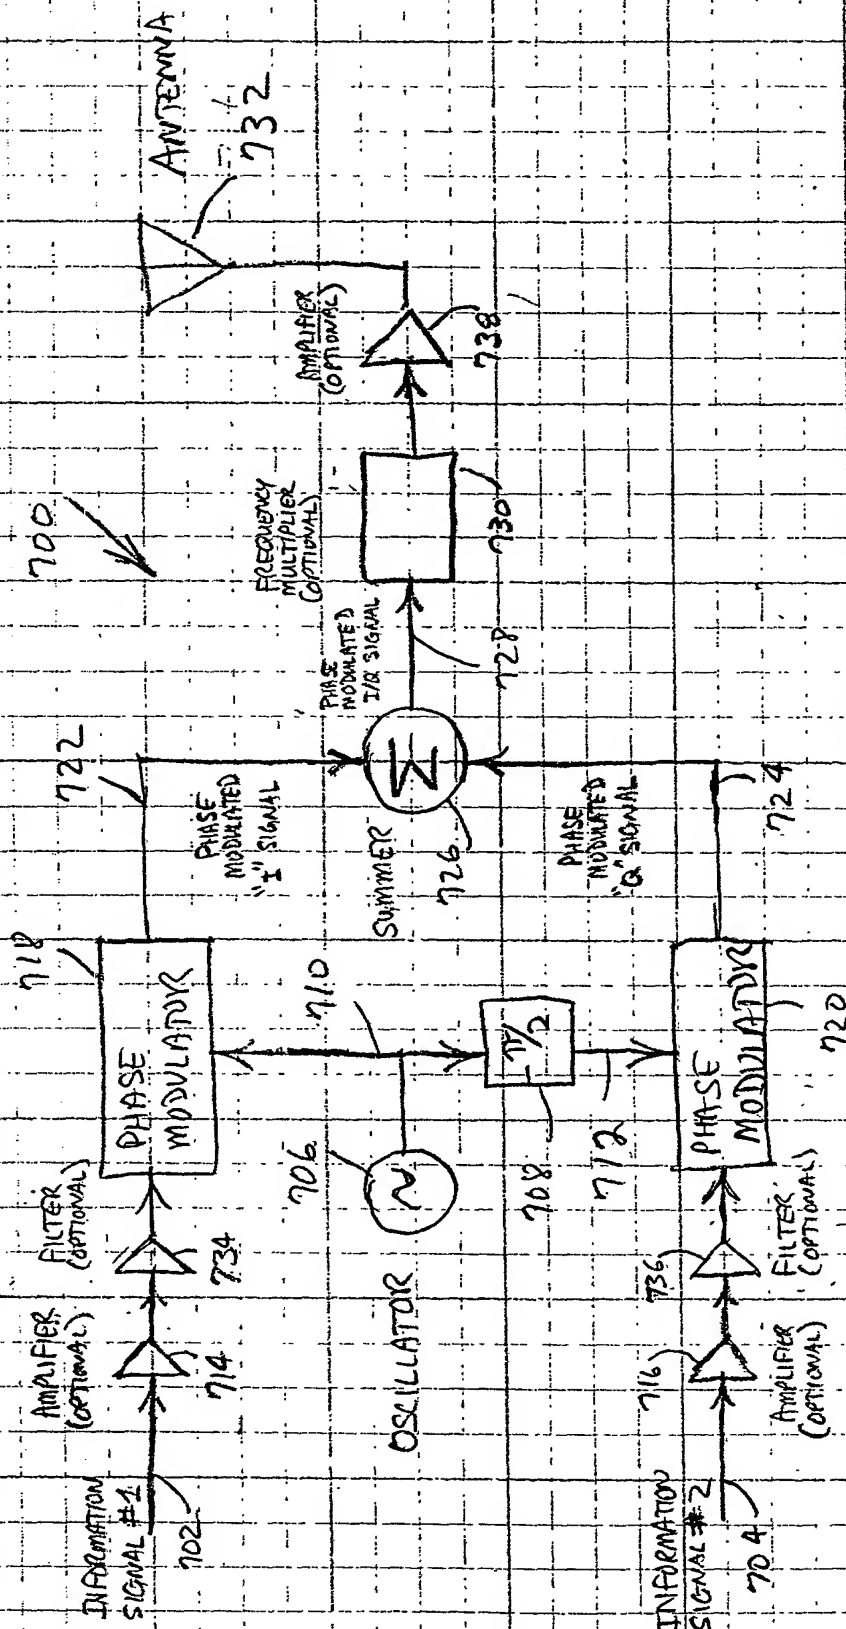 700
INFORMATION
SIGNAL #1
702
AMPLIFIER
(OPTIONAL)
714
FILTER
(OPTIONAL)
734
PHASE
MODULATOR
718
722
PHASE
MODULATED
"I" SIGNAL
OSCILLATOR
706
710
-π/2
708
712
SUMMER
Σ
726
PHASE
MODULATED
I/Q SIGNAL
728
FREQUENCY
MULTIPLIER
(OPTIONAL)
730
AMPLIFIER
(OPTIONAL)
738
ANTENNA
732
INFORMATION
SIGNAL #2
704
AMPLIFIER
(OPTIONAL)
716
FILTER
(OPTIONAL)
736
PHASE
MODULATOR
720
PHASE
MODULATED
"Q" SIGNAL
724